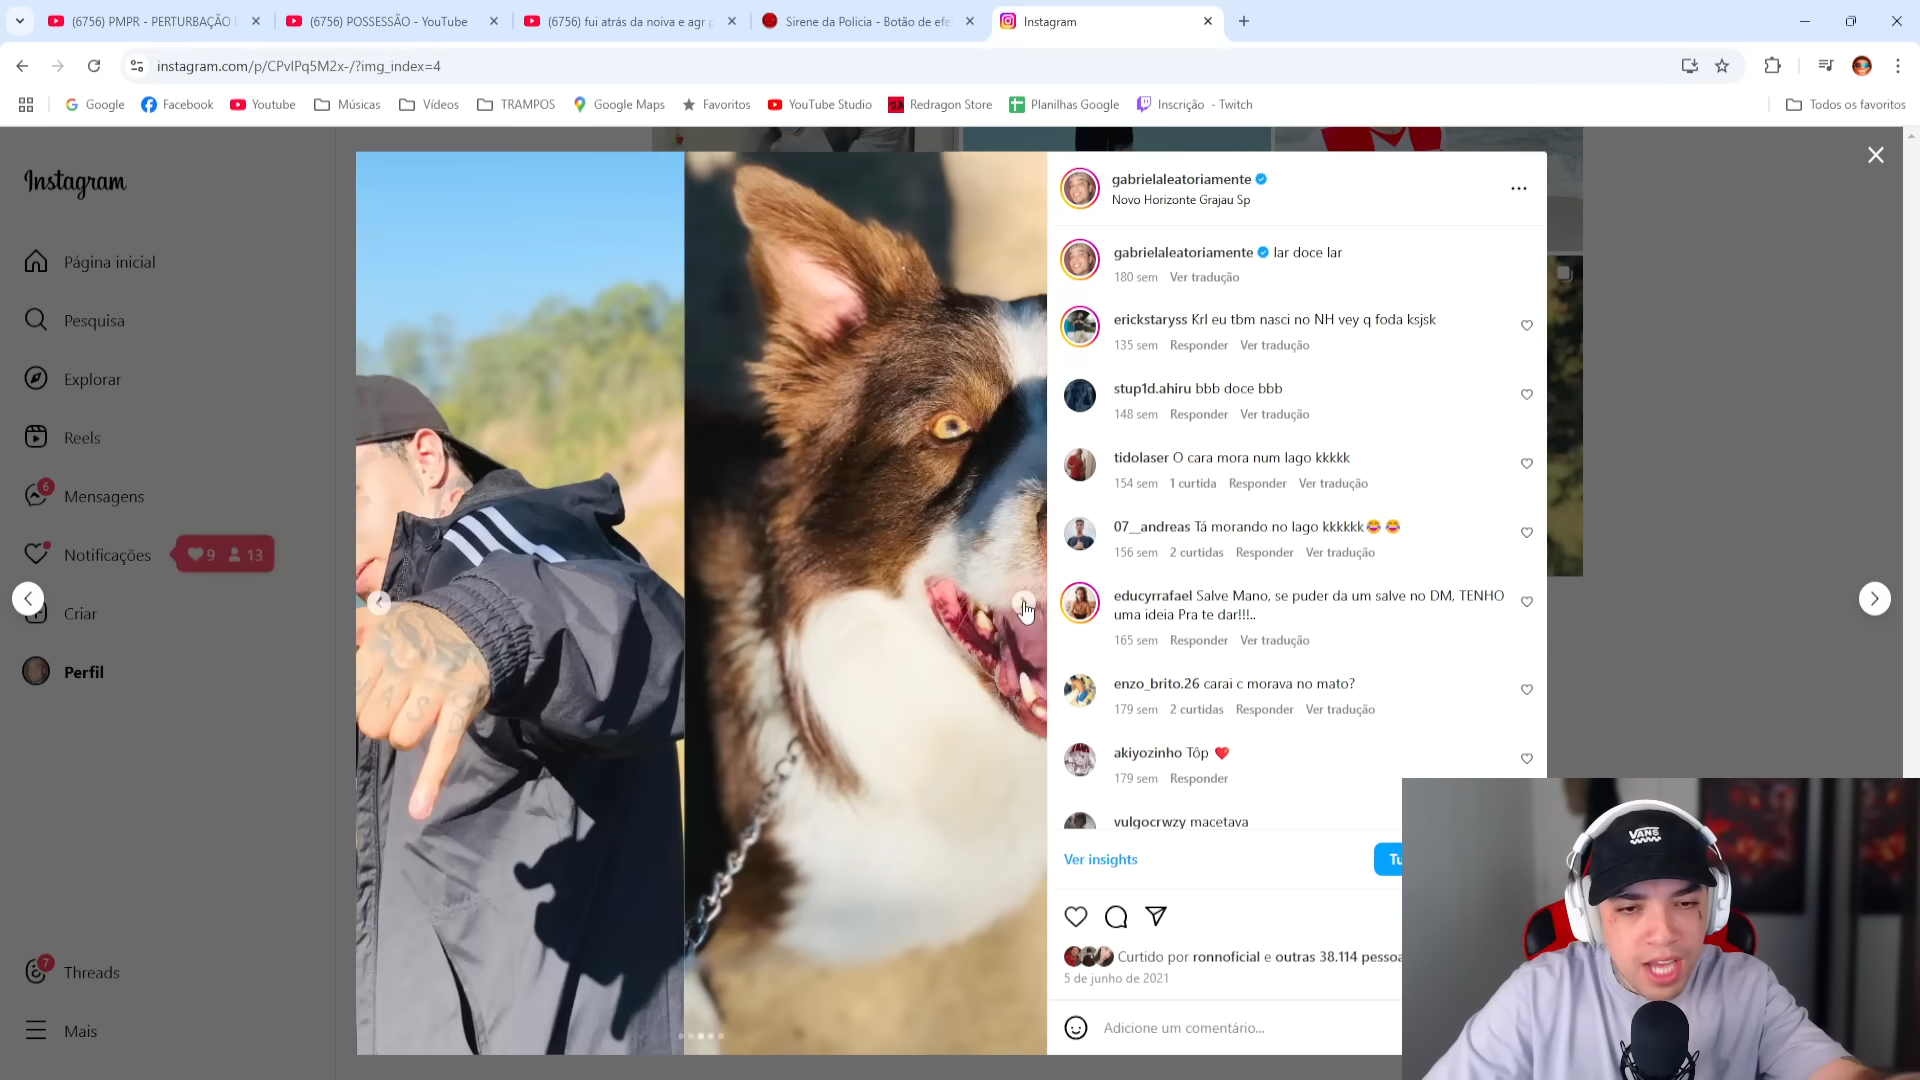 (6756) PMPR - PERTURBAÇÃO
(6756) POSSESSÃO - YouTube
(6756) fui atrás da noiva e agr p
Sirene da Policia - Botão de efe
Instagram
instagram.com/p/CPvlPq5M2x-/?img_index=4
Google
Facebook
Youtube
Músicas
Vídeos
TRAMPOS
Google Maps
Favoritos
YouTube Studio
Redragon Store
Planilhas Google
Inscrição - Twitch
Todos os favoritos
Instagram
Página inicial
Pesquisa
Explorar
Reels
6
Mensagens
Notificações
9
13
Criar
Perfil
7
Threads
Mais
gabrielaleatoriamente
Novo Horizonte Grajau Sp
gabrielaleatoriamente lar doce lar
180 sem Ver tradução
erickstaryss Krl eu tbm nasci no NH vey q foda ksjsk
135 sem Responder Ver tradução
stup1d.ahiru bbb doce bbb
148 sem Responder Ver tradução
tidolaser O cara mora num lago kkkkk
154 sem 1 curtida Responder Ver tradução
07__andreas Tá morando no lago kkkkkk😂 😂
156 sem 2 curtidas Responder Ver tradução
educyrrafael Salve Mano, se puder da um salve no DM, TENHO
uma ideia Pra te dar!!!..
165 sem Responder Ver tradução
enzo_brito.26 carai c morava no mato?
179 sem 2 curtidas Responder Ver tradução
akiyozinho Tôp ❤️
179 sem Responder
vulgocrwzy macetava
Ver insights
Tu
Curtido por ronnoficial e outras 38.114 pessoa
5 de junho de 2021
Adicione um comentário...
VANS